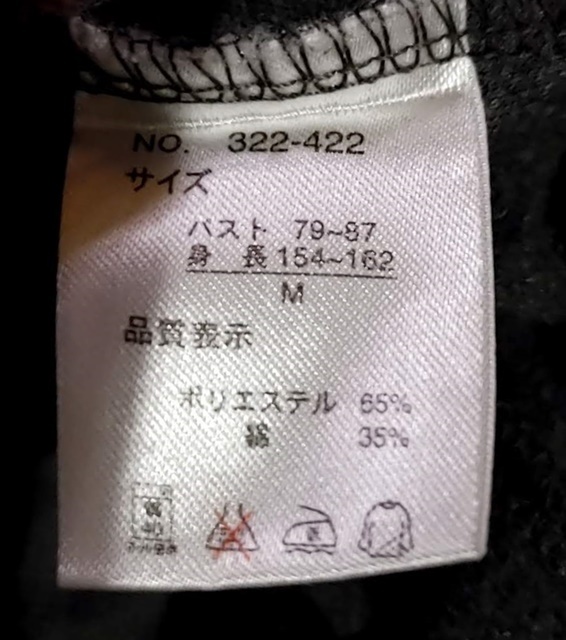 NO. 322-422
サイズ
バスト 79~87
身長 154~162
M
品質表示
ポリエステル 65%
綿 35%